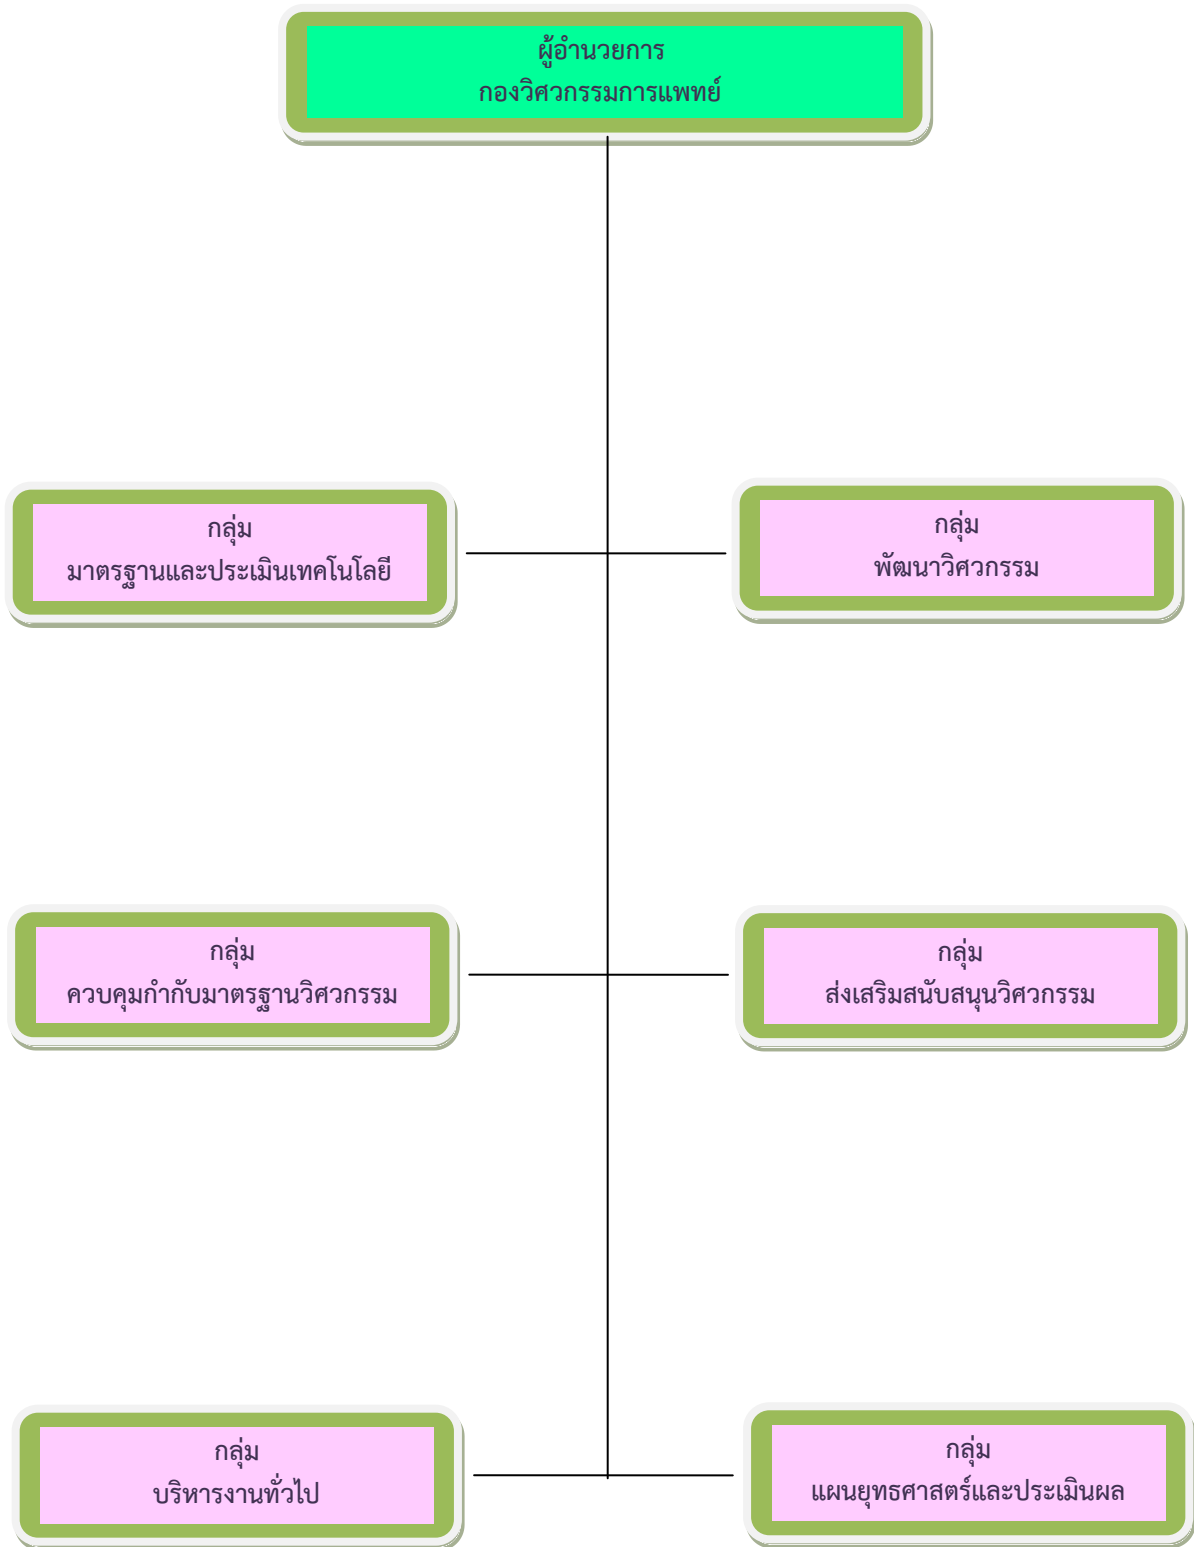 ผู้อำนวยการ
กองวิศวกรรมการแพทย์
กลุ่ม
มาตรฐานและประเมินเทคโนโลยี
กลุ่ม
พัฒนาวิศวกรรม
กลุ่ม
ควบคุมกำกับมาตรฐานวิศวกรรม
กลุ่ม
ส่งเสริมสนับสนุนวิศวกรรม
กลุ่ม
บริหารงานทั่วไป
กลุ่ม
แผนยุทธศาสตร์และประเมินผล